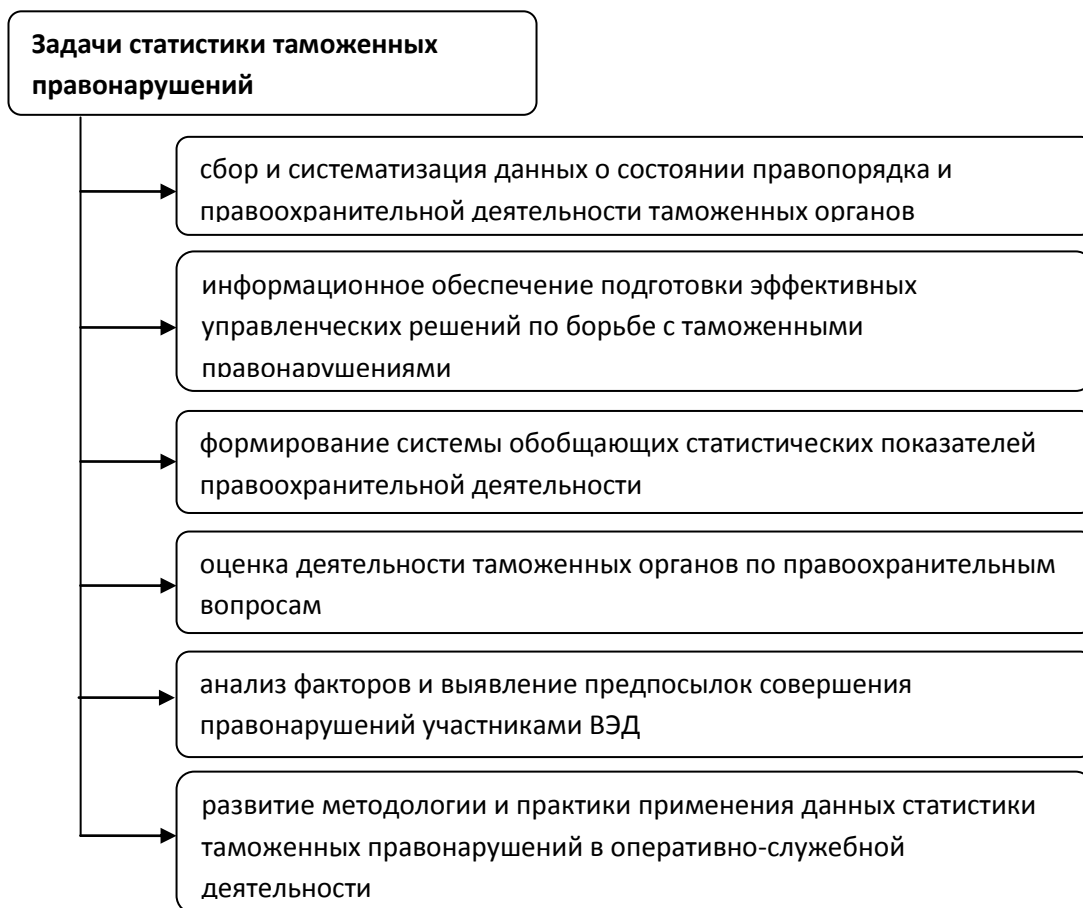 Задачи статистики таможенных
правонарушений
сбор и систематизация данных о состоянии правопорядка и
правоохранительной деятельности таможенных органов
информационное обеспечение подготовки эффективных
управленческих решений по борьбе с таможенными
правонарушениями
формирование системы обобщающих статистических показателей
правоохранительной деятельности
оценка деятельности таможенных органов по правоохранительным
вопросам
анализ факторов и выявление предпосылок совершения
правонарушений участниками ВЭД
развитие методологии и практики применения данных статистики
таможенных правонарушений в оперативно-служебной
деятельности